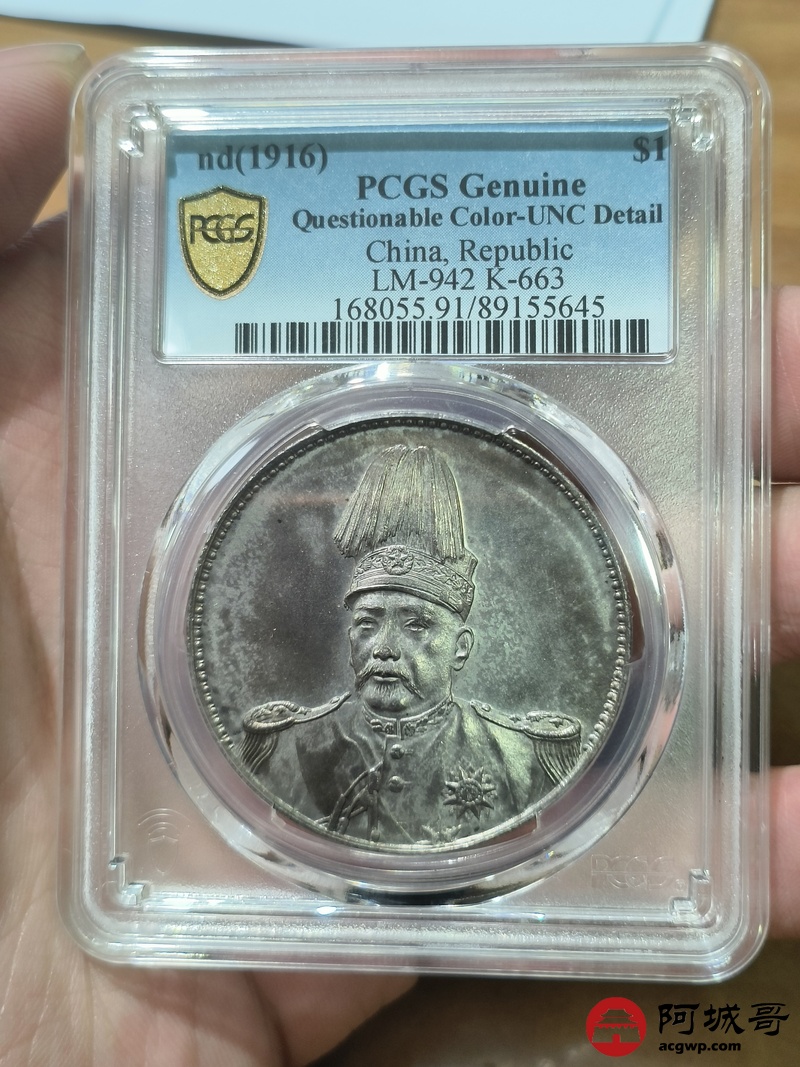 nd(1916) $1
PCGS Genuine
Questionable Color-UNC Detail
China, Republic
LM-942 K-663
168055.91/89155645
PCGS
PCGS
阿城哥
acgwp.com